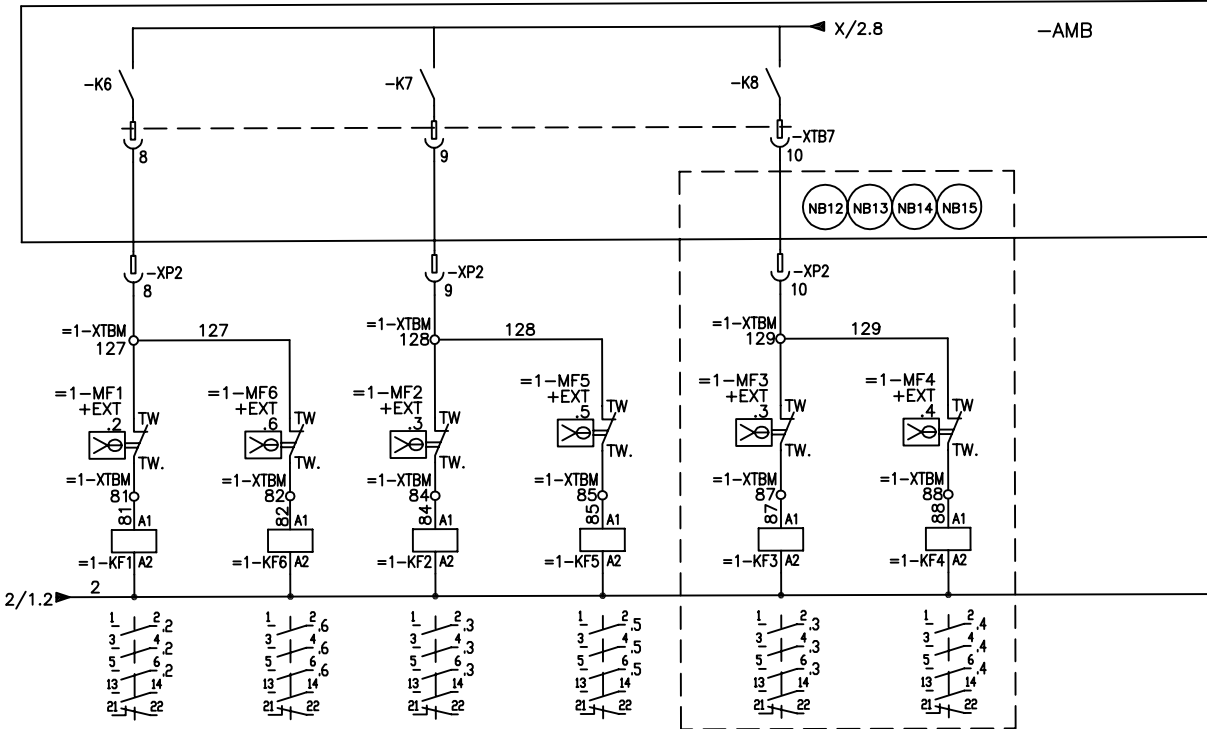 X/2.8
-AMB
-K6
-K7
-K8
8
9
-XTB7
10
NB12
NB13
NB14
NB15
-XP2
8
-XP2
9
-XP2
10
=1-XTBM
127
127
=1-XTBM
128
128
=1-XTBM
129
129
=1-MF1
+EXT
.2
TW
TW.
=1-MF6
+EXT
.6
TW
TW.
=1-MF2
+EXT
.3
TW
TW.
=1-MF5
+EXT
.5
TW
TW.
=1-MF3
+EXT
.3
TW
TW.
=1-MF4
+EXT
.4
TW
TW.
=1-XTBM
81
81
A1
=1-KF1
A2
=1-XTBM
82
82
A1
=1-KF6
A2
=1-XTBM
84
84
A1
=1-KF2
A2
=1-XTBM
85
85
A1
=1-KF5
A2
=1-XTBM
87
87
A1
=1-KF3
A2
=1-XTBM
88
88
A1
=1-KF4
A2
2/1.2
2
1 2 .2
3 4 .2
5 6 .2
13 14
21 22
1 2 .6
3 4 .6
5 6 .6
13 14
21 22
1 2 .3
3 4 .3
5 6 .3
13 14
21 22
1 2 .5
3 4 .5
5 6 .5
13 14
21 22
1 2 .3
3 4 .3
5 6 .3
13 14
21 22
1 2 .4
3 4 .4
5 6 .4
13 14
21 22